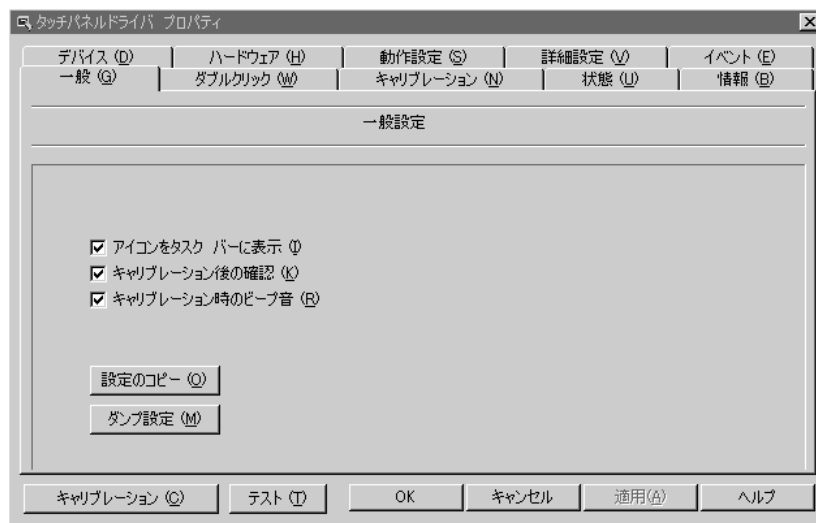 タッチパネルドライバ プロパティ
デバイス (D) ハードウェア (H) 動作設定 (S) 詳細設定 (V) イベント (E)
一般 (G) ダブルクリック (W) キャリブレーション (N) 状態 (U) 情報 (B)
一般設定
アイコンをタスク バーに表示 (I)
キャリブレーション後の確認 (K)
キャリブレーション時のビープ音 (R)
設定のコピー (O)
ダンプ設定 (M)
キャリブレーション (C) テスト (T) OK キャンセル 適用(A) ヘルプ